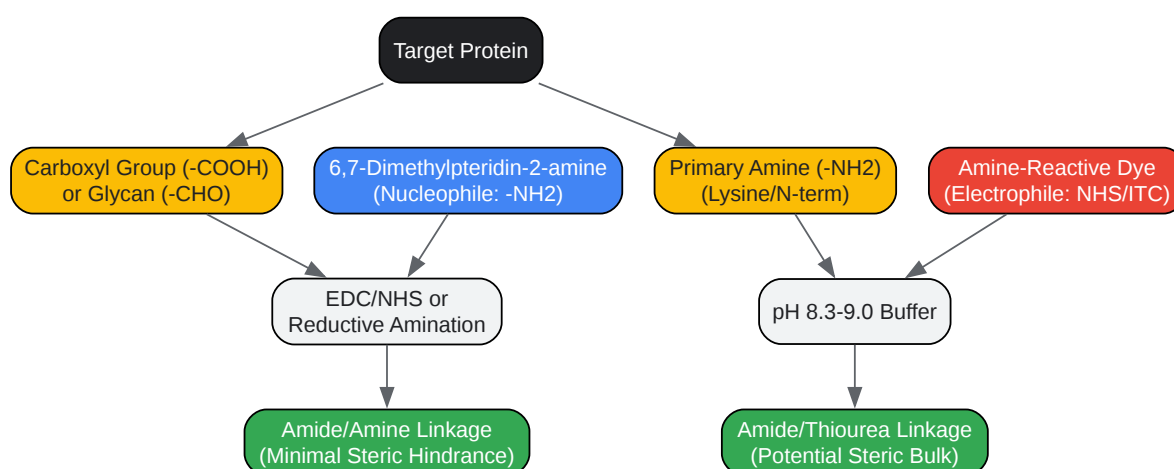 Target Protein
Carboxyl Group (-COOH)
or Glycan (-CHO)
6,7-Dimethylpteridin-2-amine
(Nucleophile: -NH2)
Primary Amine (-NH2)
(Lysine/N-term)
Amine-Reactive Dye
(Electrophile: NHS/ITC)
EDC/NHS or
Reductive Amination
pH 8.3-9.0 Buffer
Amide/Amine Linkage
(Minimal Steric Hindrance)
Amide/Thiourea Linkage
(Potential Steric Bulk)